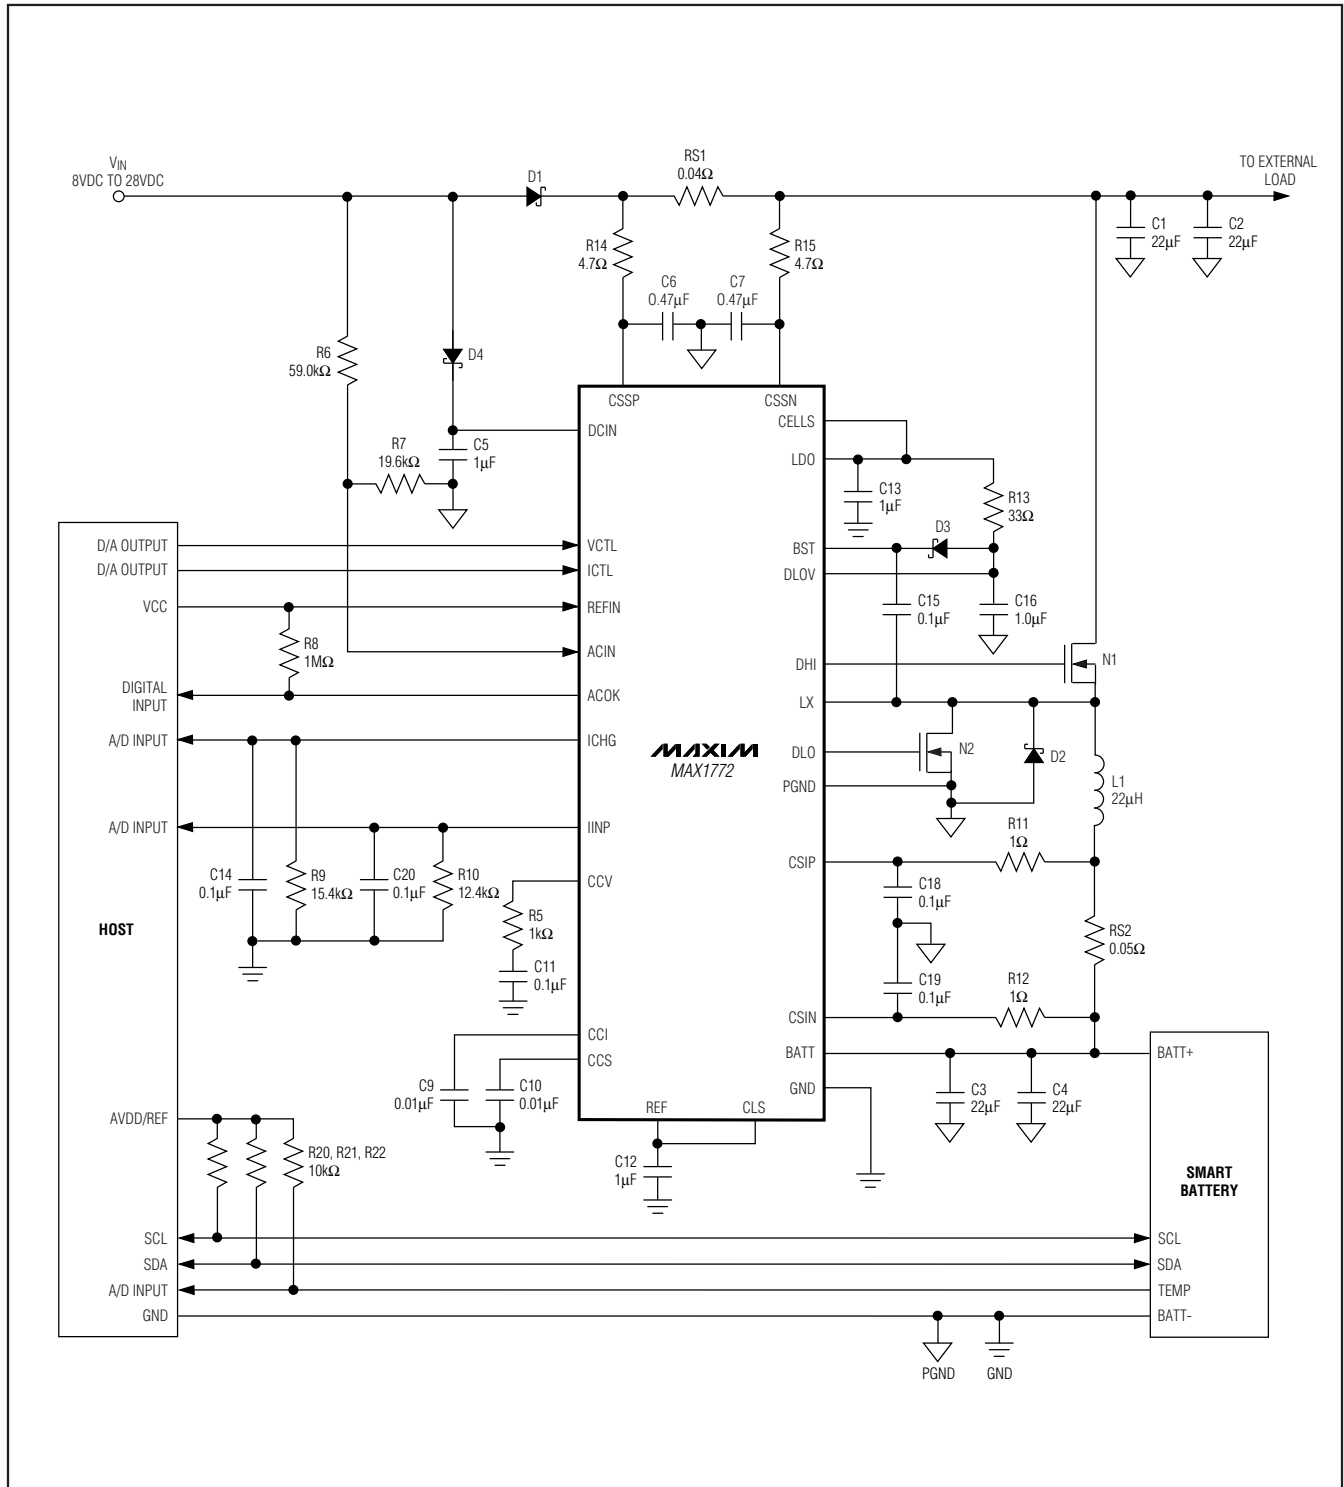 VIN
8VDC TO 28VDC
D1
RS1
0.04Ω
TO EXTERNAL
LOAD
R14
4.7Ω
R15
4.7Ω
C1
22µF
C2
22µF
C6
0.47µF
C7
0.47µF
R6
59.0kΩ
D4
CSSP
CSSN
CELLS
DCIN
R7
19.6kΩ
C5
1µF
LDO
C13
1µF
R13
33Ω
D3
D/A OUTPUT
VCTL
BST
D/A OUTPUT
ICTL
DLOV
VCC
REFIN
C15
0.1µF
C16
1.0µF
R8
1MΩ
ACIN
DHI
N1
DIGITAL
INPUT
ACOK
LX
A/D INPUT
ICHG
MAXIM
MAX1772
DLO
N2
D2
PGND
L1
22µH
A/D INPUT
IINP
R11
1Ω
CSIP
C14
0.1µF
R9
15.4kΩ
C20
0.1µF
R10
12.4kΩ
CCV
C18
0.1µF
R5
1kΩ
HOST
RS2
0.05Ω
C11
0.1µF
C19
0.1µF
R12
1Ω
CSIN
CCI
CCS
BATT
BATT+
C9
0.01µF
C10
0.01µF
GND
C3
22µF
C4
22µF
REF
CLS
AVDD/REF
R20, R21, R22
10kΩ
C12
1µF
SMART
BATTERY
SCL
SCL
SDA
SDA
A/D INPUT
TEMP
GND
BATT-
PGND
GND